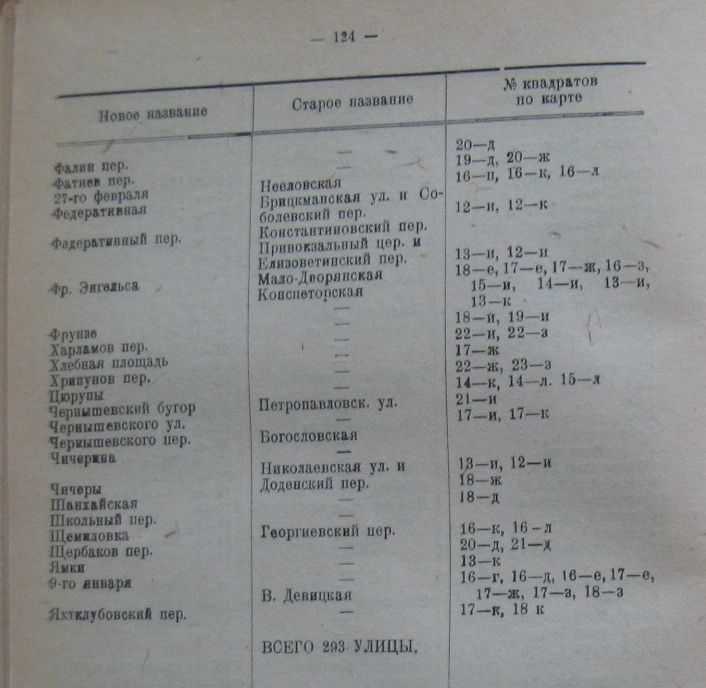 — 124 —
Новое название
Старое название
№ квадратов
по карте
Фалин пер.
Фатиев пер.
27-го февраля
Федеративная
Федеративный пер.
Фр. Энгельса
Фрунзе
Харламов пер.
Хлебная площадь
Хрипунов пер.
Цюрупы
Чернышевский бугор
Чернышевского ул.
Чернышевского пер.
Чичерина
Чичеры
Шанхайская
Школьный пер.
Щемиловка
Щербаков пер.
Ямки
9-го января
Яхтклубовский пер.
—
—
Нееловская
Брицкманская ул. и Со-
болевский пер.
Константиновский пер.
Привокзальный цер. и
Елизоветинский пер.
Мало-Дворянская
Конспеторская
—
—
—
—
—
—
Петропавловск. ул.
—
Богословская
—
Николаевская ул. и
Доденский пер.
—
—
—
Георгиевский пер.
—
—
—
В. Девицкая
—
ВСЕГО 293 УЛИЦЫ.
20—д
19—д, 20—ж
16—п, 16—к, 16—л
12—и, 12—к
13—и, 12—и
18—е, 17—е, 17—ж, 16—з,
15—и, 14—и, 13—и,
13—к
18—и, 19—и
22—и, 22—з
17—ж
22—ж, 23—з
14—к, 14—л. 15—л
21—и
17—и, 17—к
13—и, 12—и
18—ж
18—д
16—к, 16-л
20—д, 21—д
13—к
16—г, 16—д, 16—е, 17—е,
17—ж, 17—з, 18—з
17—к, 18 к